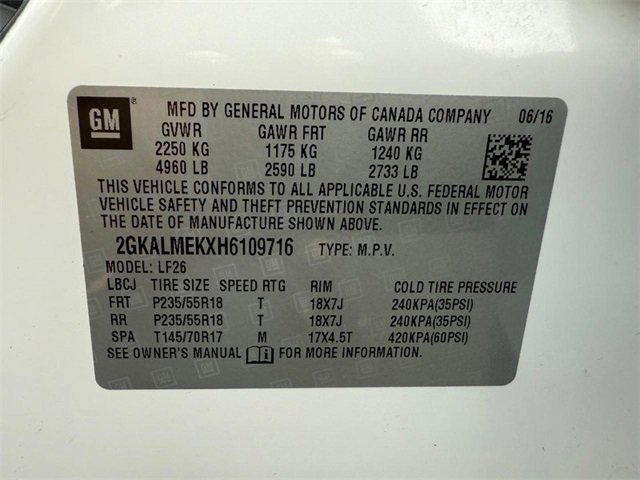 GM
MFD BY GENERAL MOTORS OF CANADA COMPANY 06/16
GVWR GAWR FRT GAWR RR
2250 KG 1175 KG 1240 KG
4960 LB 2590 LB 2733 LB
THIS VEHICLE CONFORMS TO ALL APPLICABLE U.S. FEDERAL MOTOR
VEHICLE SAFETY AND THEFT PREVENTION STANDARDS IN EFFECT ON
THE DATE OF MANUFACTURE SHOWN ABOVE.
2GKALMEKXH6109716 TYPE: M.P.V.
MODEL: LF26
LBCJ TIRE SIZE SPEED RTG RIM COLD TIRE PRESSURE
FRT P235/55R18 T 18X7J 240KPA(35PSI)
RR P235/55R18 T 18X7J 240KPA(35PSI)
SPA T145/70R17 M 17X4.5T 420KPA(60PSI)
SEE OWNER'S MANUAL FOR MORE INFORMATION.